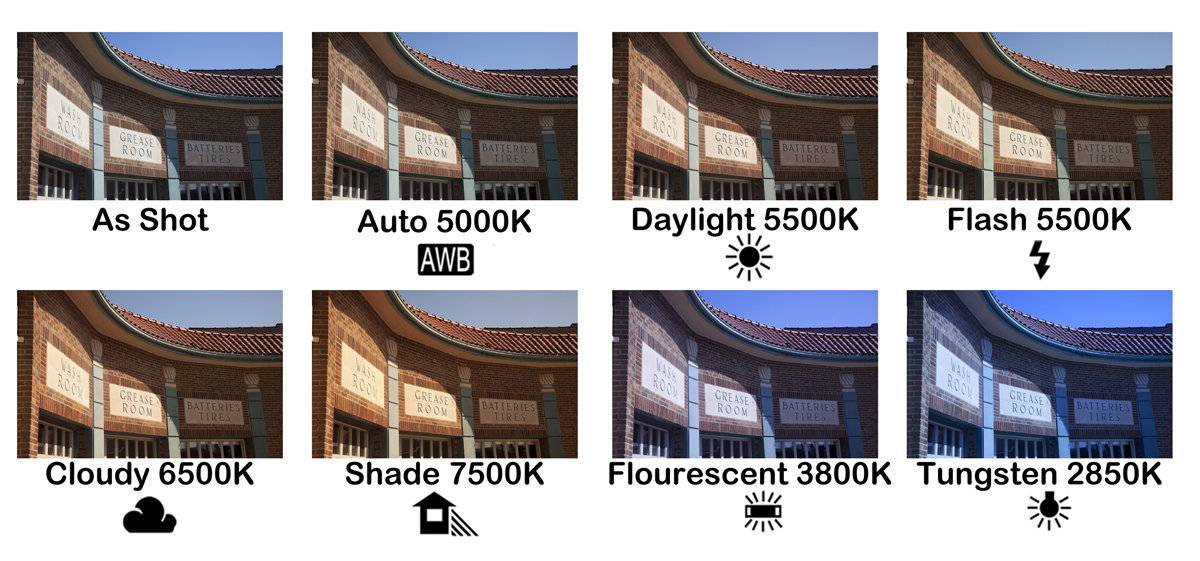 WASH
ROOM
GREASE
ROOM
BATTERIES
TIRES
WASH
ROOM
GREASE
ROOM
BATTERIES
TIRES
WASH
ROOM
GREASE
ROOM
BATTERIES
TIRES
WASH
ROOM
GREASE
ROOM
BATTERIES
TIRES
As Shot
Auto 5000K
Daylight 5500K
Flash 5500K
AWB
WASH
ROOM
GREASE
ROOM
BATTERIES
TIRES
WASH
ROOM
GREASE
ROOM
BATTERIES
TIRES
WASH
ROOM
GREASE
ROOM
BATTERIES
TIRES
WASH
ROOM
GREASE
ROOM
BATTERIES
TIRES
Cloudy 6500K
Shade 7500K
Flourescent 3800K
Tungsten 2850K